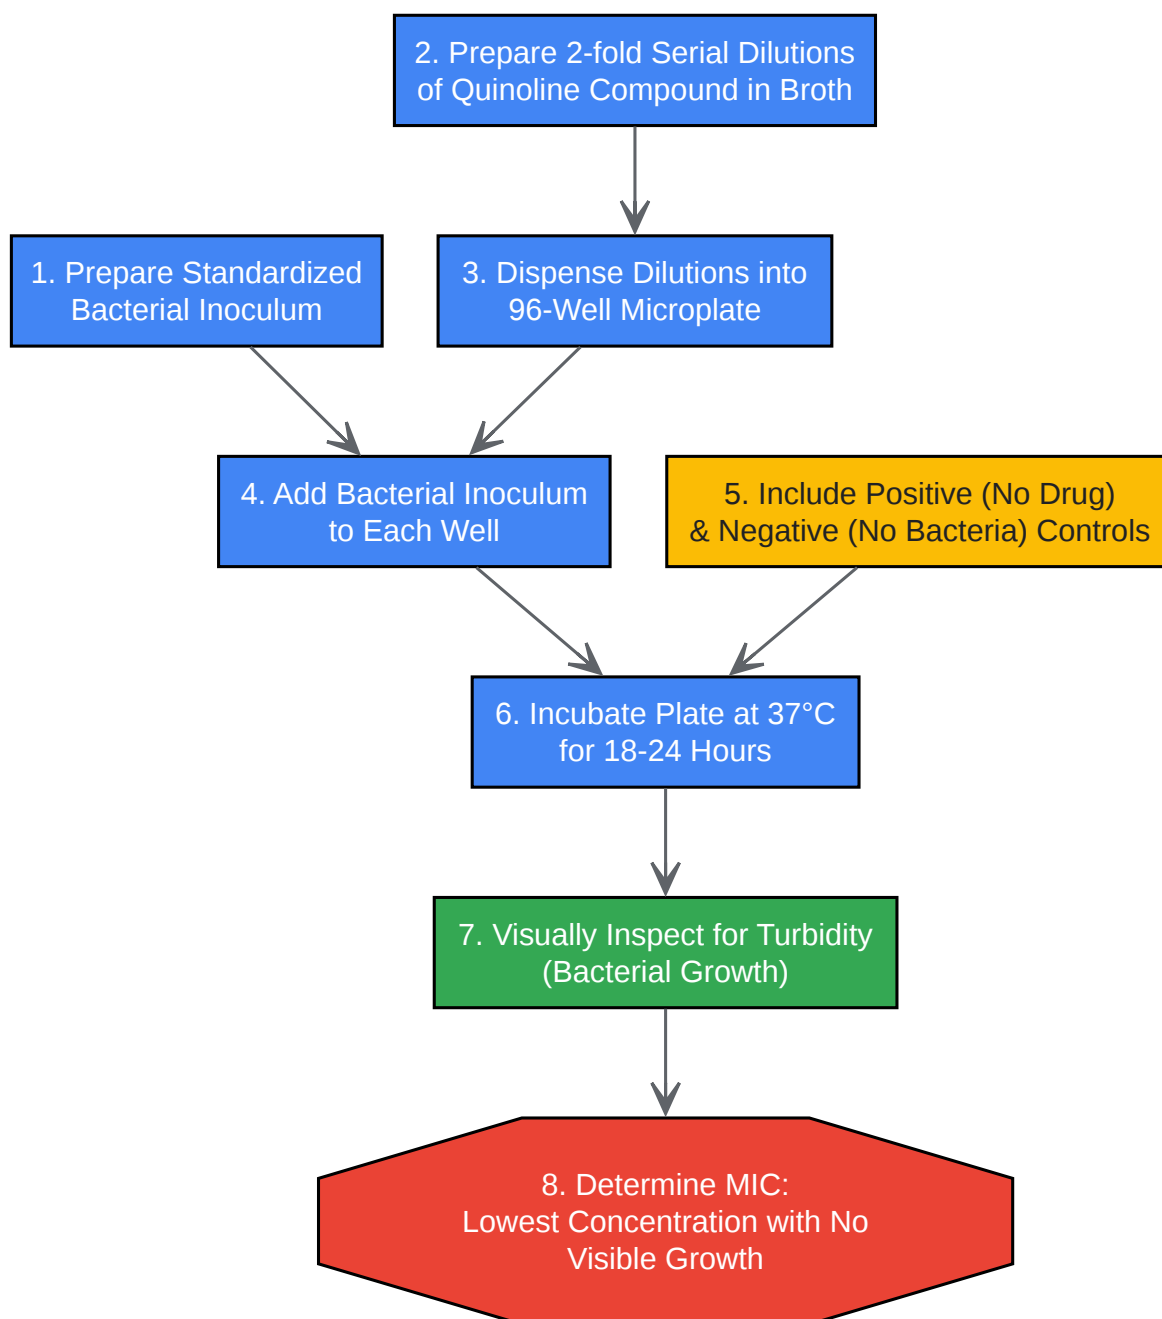 2. Prepare 2-fold Serial Dilutions
of Quinoline Compound in Broth
1. Prepare Standardized
Bacterial Inoculum
3. Dispense Dilutions into
96-Well Microplate
4. Add Bacterial Inoculum
to Each Well
5. Include Positive (No Drug)
& Negative (No Bacteria) Controls
6. Incubate Plate at 37°C
for 18-24 Hours
7. Visually Inspect for Turbidity
(Bacterial Growth)
8. Determine MIC:
Lowest Concentration with No
Visible Growth